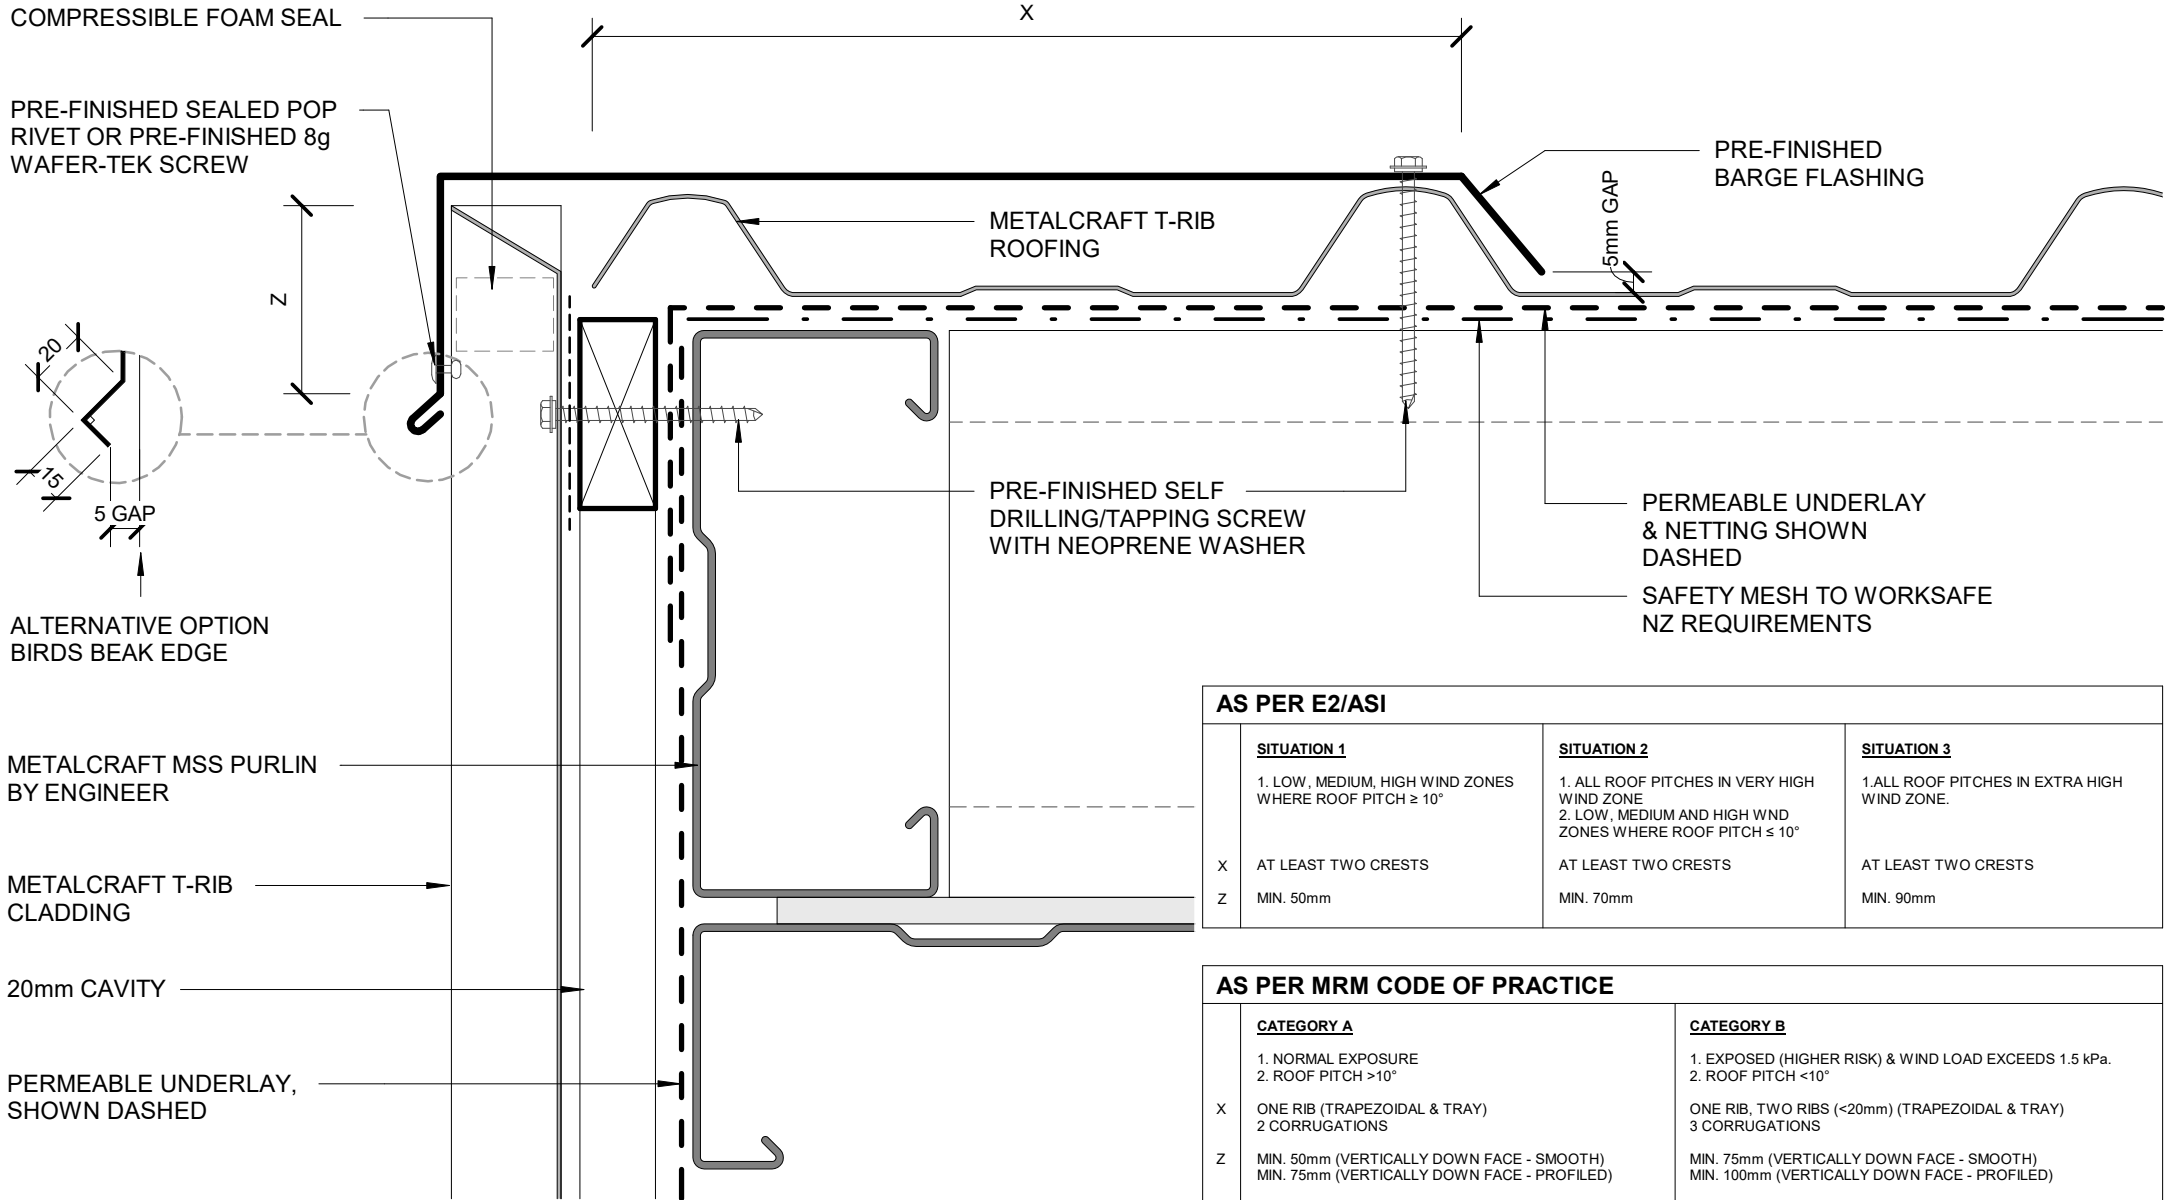 COMPRESSIBLE FOAM SEAL
X
PRE-FINISHED SEALED POP
RIVET OR PRE-FINISHED 8g
WAFER-TEK SCREW
PRE-FINISHED
BARGE FLASHING
5mm GAP
METALCRAFT T-RIB
ROOFING
Z
20
15
5 GAP
ALTERNATIVE OPTION
BIRDS BEAK EDGE
PRE-FINISHED SELF
DRILLING/TAPPING SCREW
WITH NEOPRENE WASHER
PERMEABLE UNDERLAY
& NETTING SHOWN
DASHED
SAFETY MESH TO WORKSAFE
NZ REQUIREMENTS
METALCRAFT MSS PURLIN
BY ENGINEER
METALCRAFT T-RIB
CLADDING
20mm CAVITY
PERMEABLE UNDERLAY,
SHOWN DASHED
AS PER E2/ASI
SITUATION 1
1. LOW, MEDIUM, HIGH WIND ZONES
WHERE ROOF PITCH ≥ 10°
SITUATION 2
1. ALL ROOF PITCHES IN VERY HIGH
WIND ZONE
2. LOW, MEDIUM AND HIGH WND
ZONES WHERE ROOF PITCH ≤ 10°
SITUATION 3
1.ALL ROOF PITCHES IN EXTRA HIGH
WIND ZONE.
X AT LEAST TWO CRESTS AT LEAST TWO CRESTS AT LEAST TWO CRESTS
Z MIN. 50mm MIN. 70mm MIN. 90mm
AS PER MRM CODE OF PRACTICE
CATEGORY A
1. NORMAL EXPOSURE
2. ROOF PITCH >10°
CATEGORY B
1. EXPOSED (HIGHER RISK) & WIND LOAD EXCEEDS 1.5 kPa.
2. ROOF PITCH <10°
X ONE RIB (TRAPEZOIDAL & TRAY) ONE RIB, TWO RIBS (<20mm) (TRAPEZOIDAL & TRAY)
2 CORRUGATIONS 3 CORRUGATIONS
Z MIN. 50mm (VERTICALLY DOWN FACE - SMOOTH) MIN. 75mm (VERTICALLY DOWN FACE - SMOOTH)
MIN. 75mm (VERTICALLY DOWN FACE - PROFILED) MIN. 100mm (VERTICALLY DOWN FACE - PROFILED)